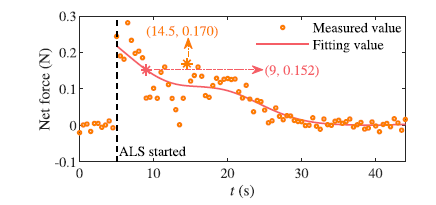 0.3
(14.5, 0.170)
Measured value
Fitting value
0.2
Net force (N)
(9, 0.152)
0.1
0
ALS started
-0.1
0 10 20 30 40
t (s)